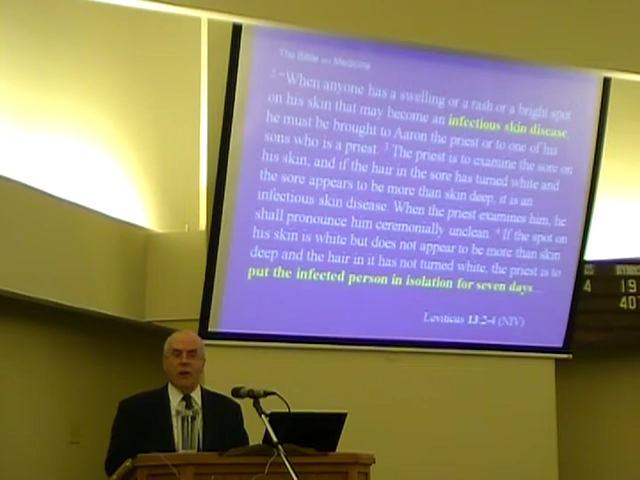 The Bible and Medicine
2 "When anyone has a swelling or a rash or a bright spot
on his skin that may become an infectious skin disease,
he must be brought to Aaron the priest or to one of his
sons who is a priest. 3 The priest is to examine the sore on
his skin, and if the hair in the sore has turned white and
the sore appears to be more than skin deep, it is an
infectious skin disease. When the priest examines him, he
shall pronounce him ceremonially unclean. 4 If the spot on
his skin is white but does not appear to be more than skin
deep and the hair in it has not turned white, the priest is to
put the infected person in isolation for seven days...
Leviticus 13:2-4 (NIV)
4 19
40